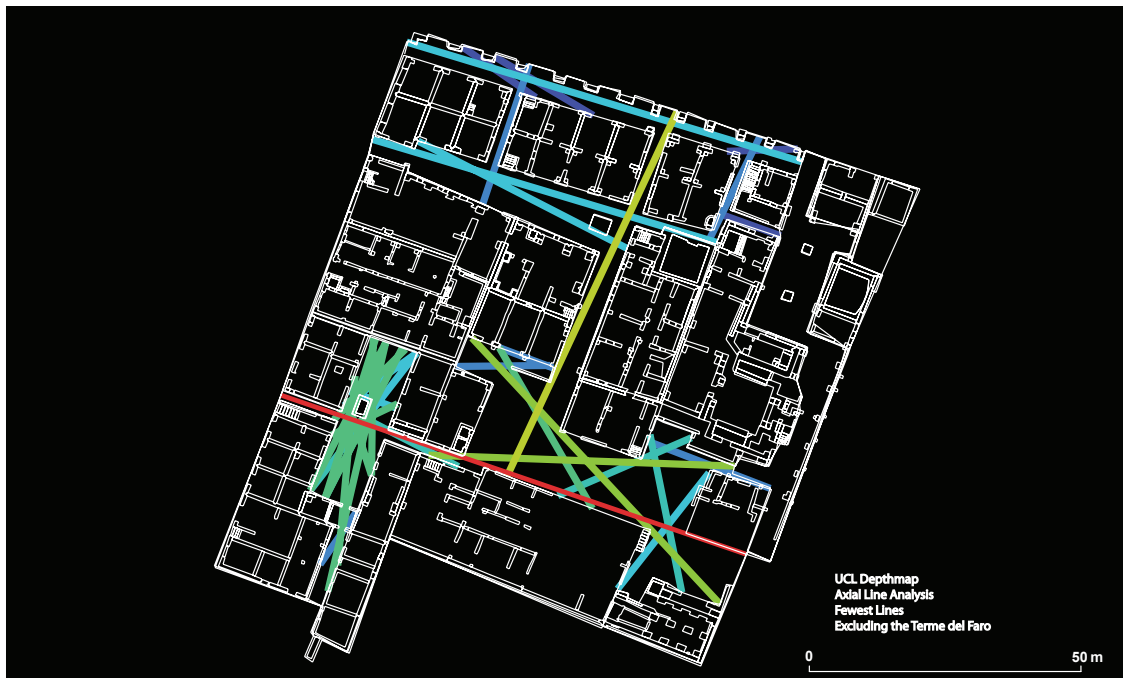 UCL Depthmap
Axial Line Analysis
Fewest Lines
Excluding the Terme del Faro
0 50 m